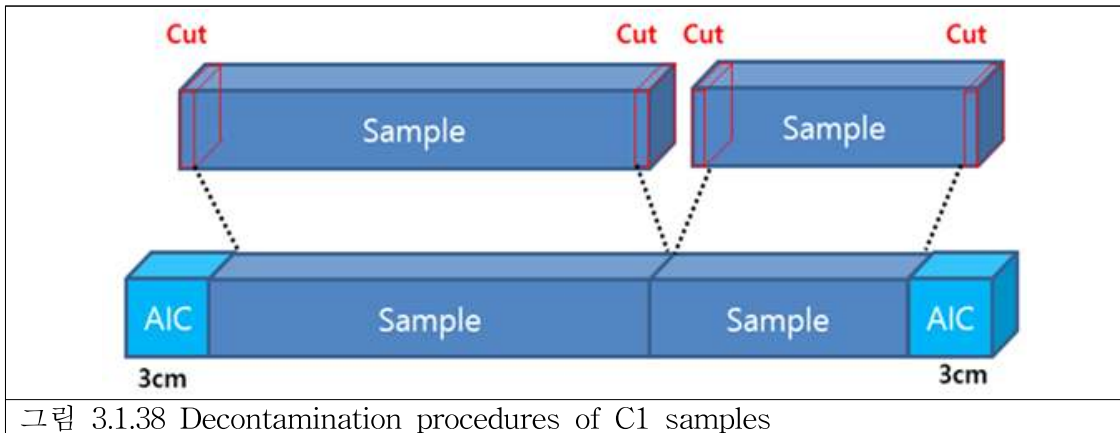 Cut Cut Cut Cut
Sample Sample
AIC Sample Sample AIC
3cm 3cm
그림 3.1.38 Decontamination procedures of C1 samples